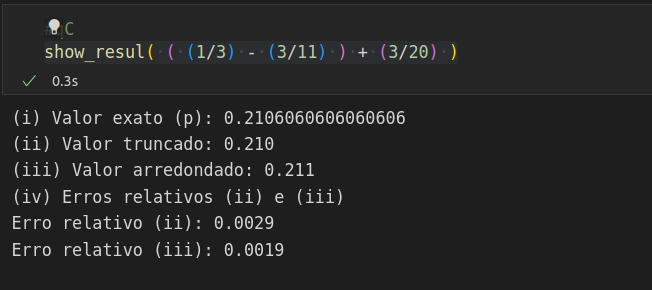 C
show_resul( ( (1/3) - (3/11) ) + (3/20) )
0.3s
(i) Valor exato (p): 0.2106060606060606
(ii) Valor truncado: 0.210
(iii) Valor arredondado: 0.211
(iv) Erros relativos (ii) e (iii)
Erro relativo (ii): 0.0029
Erro relativo (iii): 0.0019